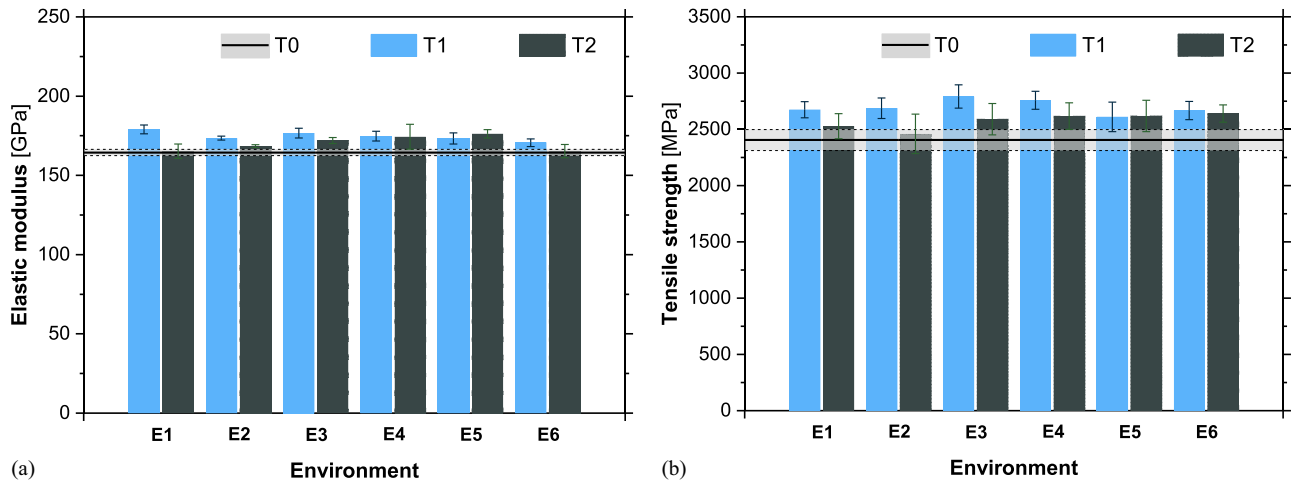 250
200
150
100
50
0
Elastic modulus [GPa]
T0 T1 T2
E1 E2 E3 E4 E5 E6
Environment
(a)
3500
3000
2500
2000
1500
1000
500
0
Tensile strength [MPa]
T0 T1 T2
E1 E2 E3 E4 E5 E6
Environment
(b)